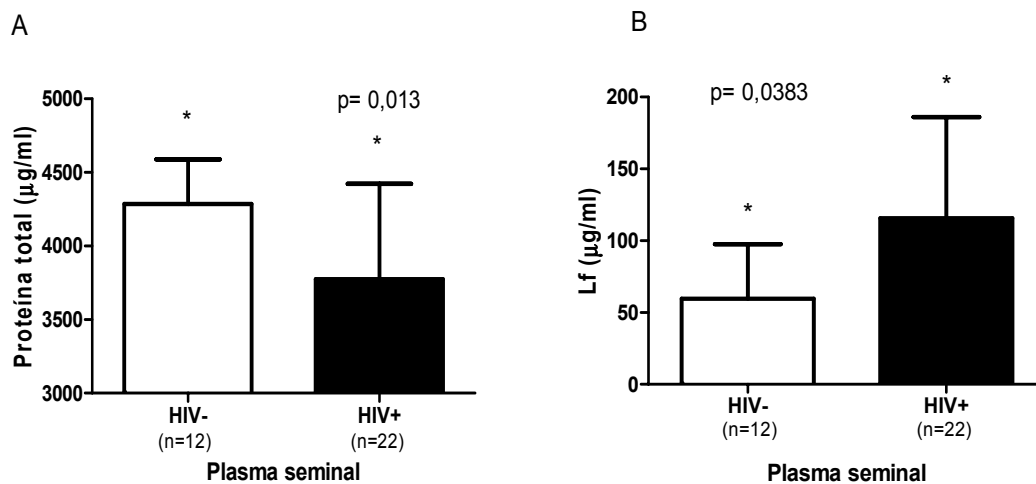 A
Proteína total (µg/ml)
5000
4500
4000
3500
3000
*
p= 0,013
*
HIV-
(n=12)
HIV+
(n=22)
Plasma seminal
B
Lf (µg/ml)
200
150
100
50
0
p= 0,0383
*
*
HIV-
(n=12)
HIV+
(n=22)
Plasma seminal